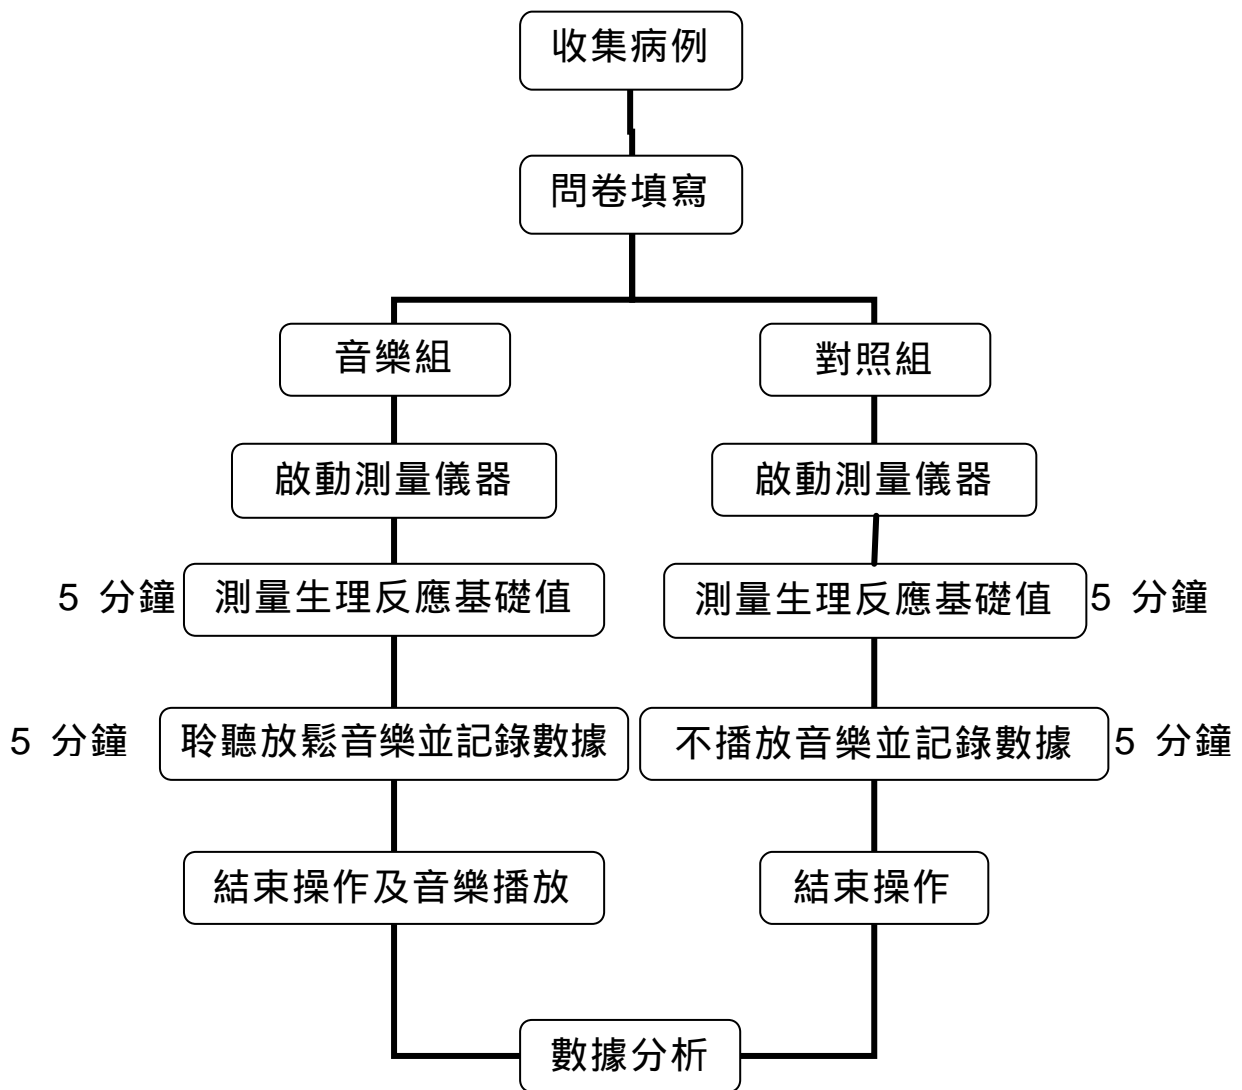 收集病例
問卷填寫
音樂組
對照組
啟動測量儀器
啟動測量儀器
5 分鐘
測量生理反應基礎值
測量生理反應基礎值
5 分鐘
5 分鐘
聆聽放鬆音樂並記錄數據
不播放音樂並記錄數據
5 分鐘
結束操作及音樂播放
結束操作
數據分析